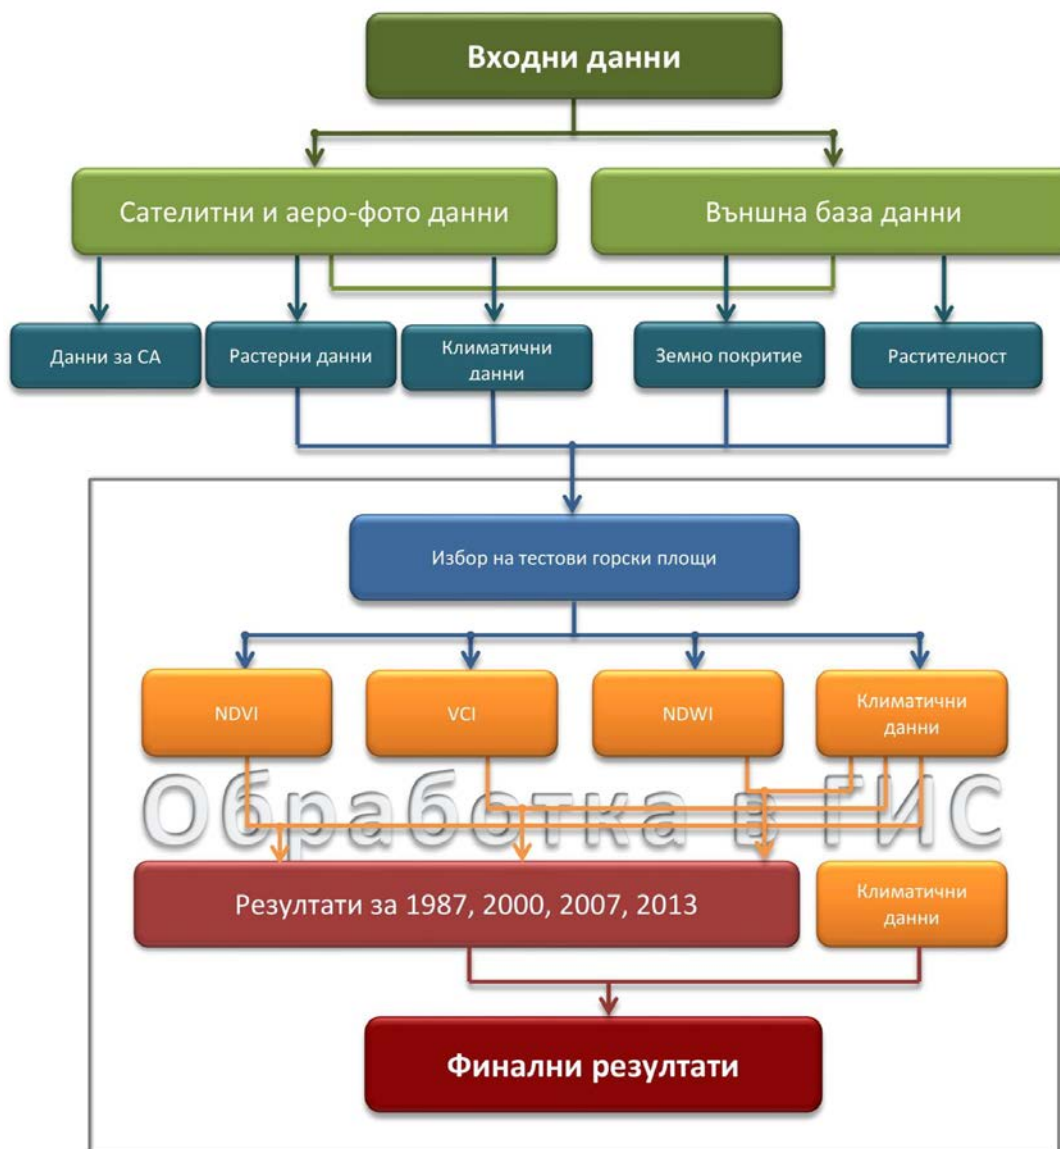 Входни данни
Сателитни и аеро-фото данни
Външна база данни
Данни за СА
Растерни данни
Климатични
данни
Земно покритие
Растителност
Избор на тестови горски площи
NDVI
VCI
NDWI
Климатични
данни
Обработка в ГИС
Резултати за 1987, 2000, 2007, 2013
Климатични
данни
Финални резултати